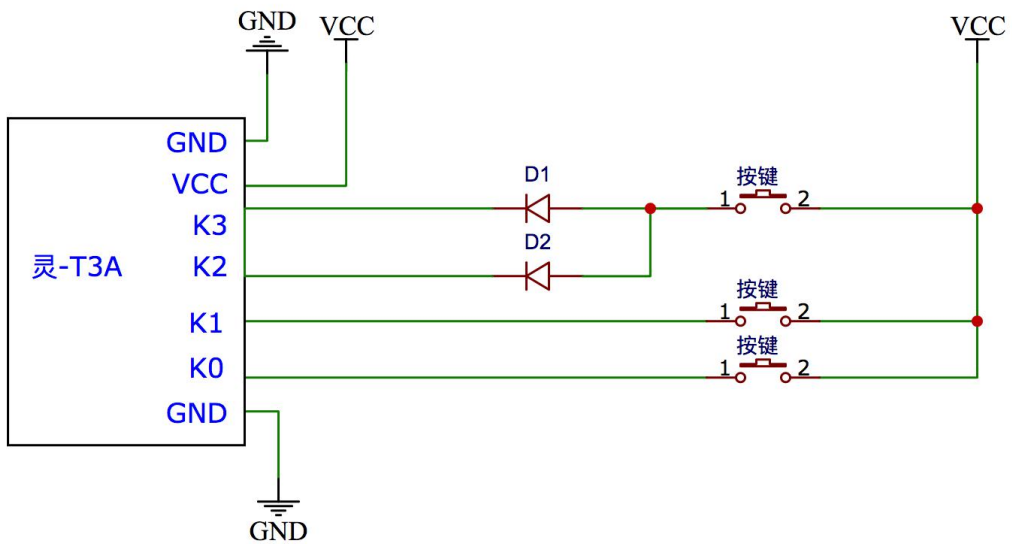 GND
VCC
VCC
GND
VCC
K3
K2
K1
K0
GND
灵-T3A
D1
D2
按键
1 2
按键
1 2
按键
1 2
GND